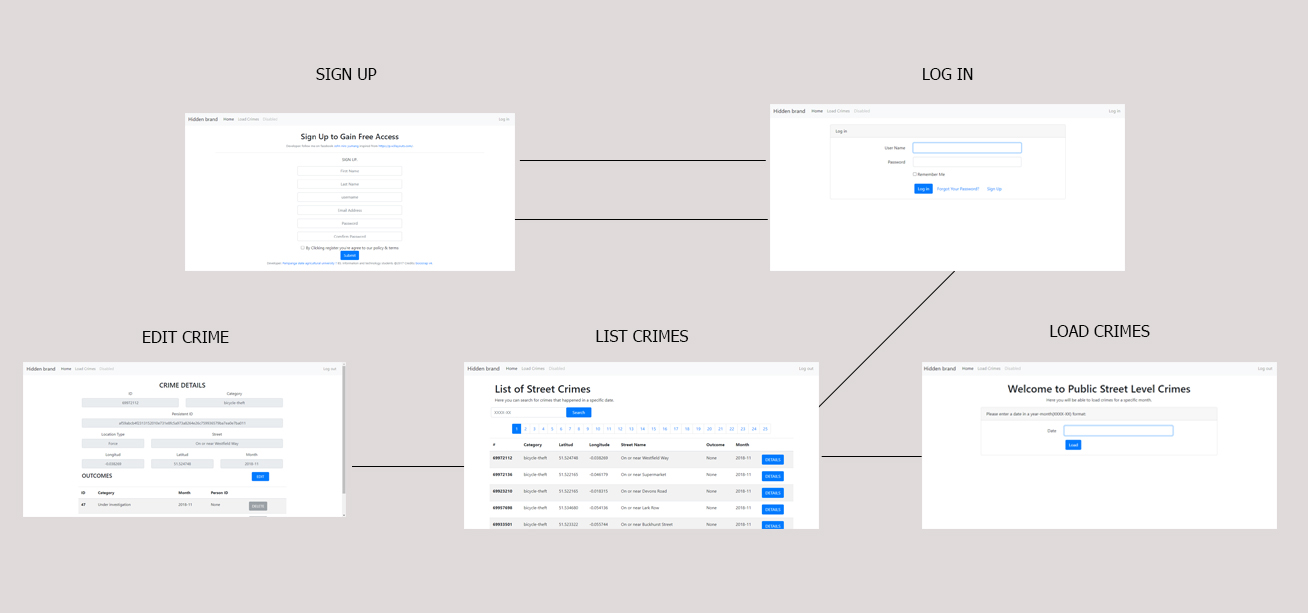 SIGN UP
LOG IN
Hidden brand Home Load Crimes Disabled Log in
Sign Up to Gain Free Access
SIGN UP
First Name
Last Name
username
Email Address
Password
Comfirm Password
By Clicking register you're agree to our policy & terms
Submit
Hidden brand Home Load Crimes Disabled Log in
Log in
User Name
Password
Remember Me
Log in Forgot Your Password? Sign Up
EDIT CRIME
LIST CRIMES
LOAD CRIMES
Hidden brand Home Load Crimes Disabled Log out
CRIME DETAILS
ID Category
69972112 bicycle-theft
Persistent ID
Location Type Street
Force On or near Westfield Way
Longitud Latitud Month
-0.038269 51.524748 2018-11
OUTCOMES EDIT
ID Category Month Person ID
47 Under investigation 2018-11 None DELETE
Hidden brand Home Load Crimes Disabled Log out
List of Street Crimes
Here you can search for crimes that happened in a specific date.
XXXX-XX Search
1 2 3 4 5 6 7 8 9 10 11 12 13 14 15 16 17 18 19 20 21 22 23 24 25
# Category Latitud Longitude Street Name Outcome Month
69972112 bicycle-theft 51.524748 -0.038269 On or near Westfield Way None 2018-11 DETAILS
69972136 bicycle-theft 51.522165 -0.046179 On or near Supermarket None 2018-11 DETAILS
69923210 bicycle-theft 51.522165 -0.018313 On or near Devons Road None 2018-11 DETAILS
69957698 bicycle-theft 51.534680 -0.054136 On or near Lark Row None 2018-11 DETAILS
69933501 bicycle-theft 51.523322 -0.055744 On or near Buckhurst Street None 2018-11 DETAILS
Hidden brand Home Load Crimes Disabled Log out
Welcome to Public Street Level Crimes
Here you will be able to load crimes for a specific month.
Please enter a date in a year-month(XXXX-XX) format:
Date
Load